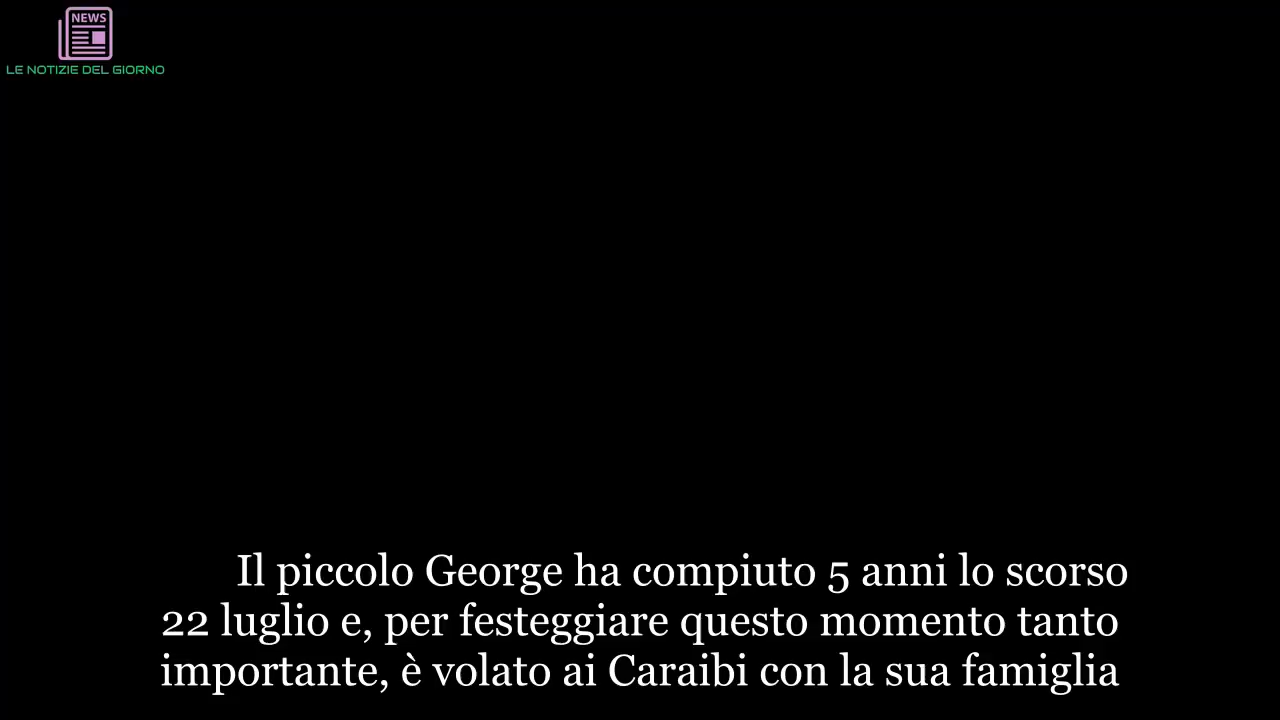 NEWS
LE NOTIZIE DEL GIORNO
Il piccolo George ha compiuto 5 anni lo scorso
22 luglio e, per festeggiare questo momento tanto
importante, è volato ai Caraibi con la sua famiglia